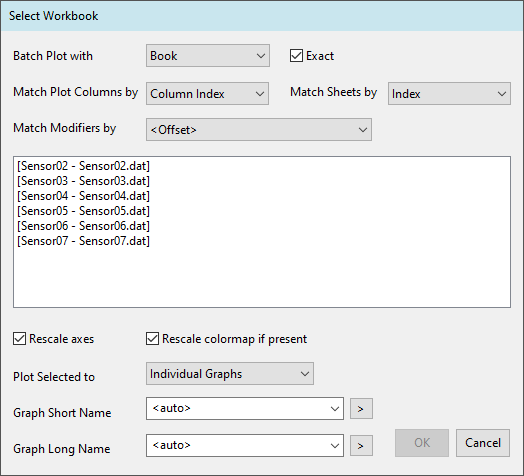 Select Workbook
Batch Plot with Book Exact
Match Plot Columns by Column Index Match Sheets by Index
Match Modifiers by <Offset>
[Sensor02 - Sensor02.dat]
[Sensor03 - Sensor03.dat]
[Sensor04 - Sensor04.dat]
[Sensor05 - Sensor05.dat]
[Sensor06 - Sensor06.dat]
[Sensor07 - Sensor07.dat]
Rescale axes Rescale colormap if present
Plot Selected to Individual Graphs
Graph Short Name <auto> >
Graph Long Name <auto> > OK Cancel